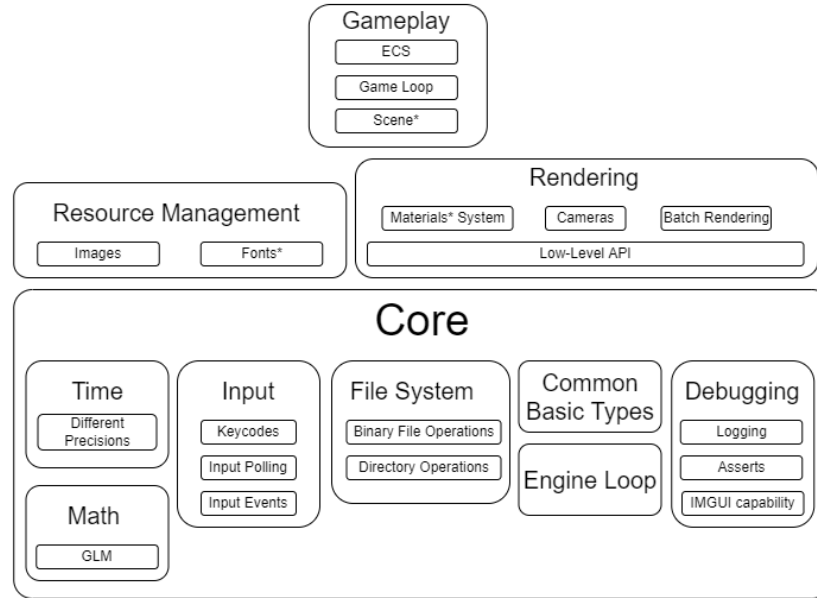 Gameplay
ECS
Game Loop
Scene*
Resource Management
Images
Fonts*
Rendering
Materials* System
Cameras
Batch Rendering
Low-Level API
Core
Time
Different
Precisions
Math
GLM
Input
Keycodes
Input Polling
Input Events
File System
Binary File Operations
Directory Operations
Common
Basic Types
Engine Loop
Debugging
Logging
Asserts
IMGUI capability